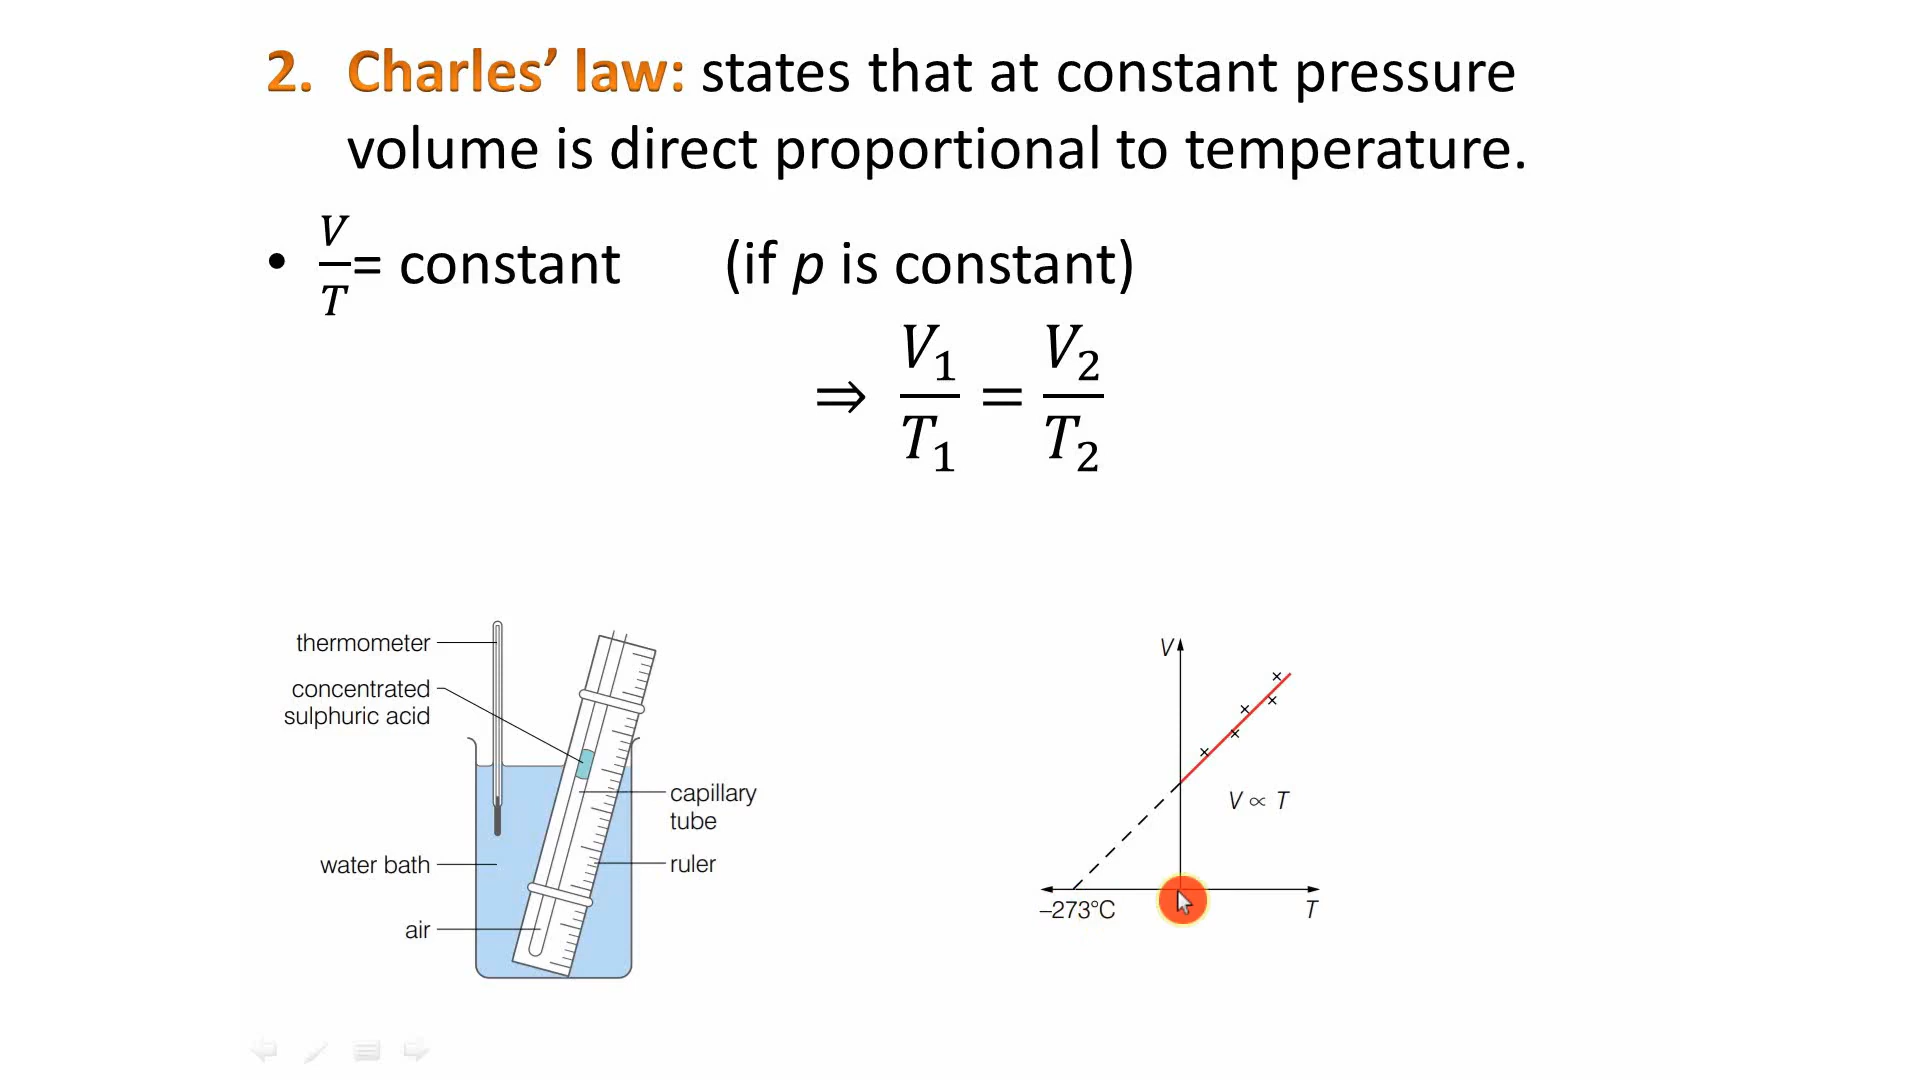 2. Charles’ law: states that at constant pressure
volume is direct proportional to temperature.
• V/T = constant (if p is constant)
⇒ V₁/T₁ = V₂/T₂
thermometer
concentrated
sulphuric acid
capillary
tube
water bath
ruler
air
V
V ∝ T
–273°C
T